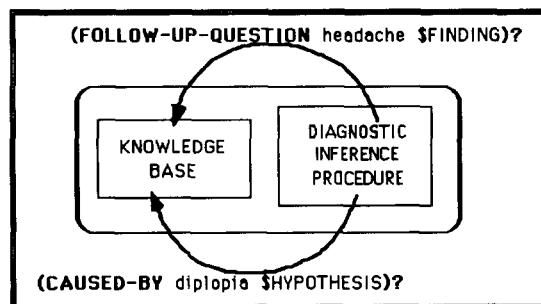 (FOLLOW-UP-QUESTION headache $FINDING)?
KNOWLEDGE
BASE
DIAGNOSTIC
INFERENCE
PROCEDURE
(CAUSED-BY diplopia $HYPOTHESIS)?